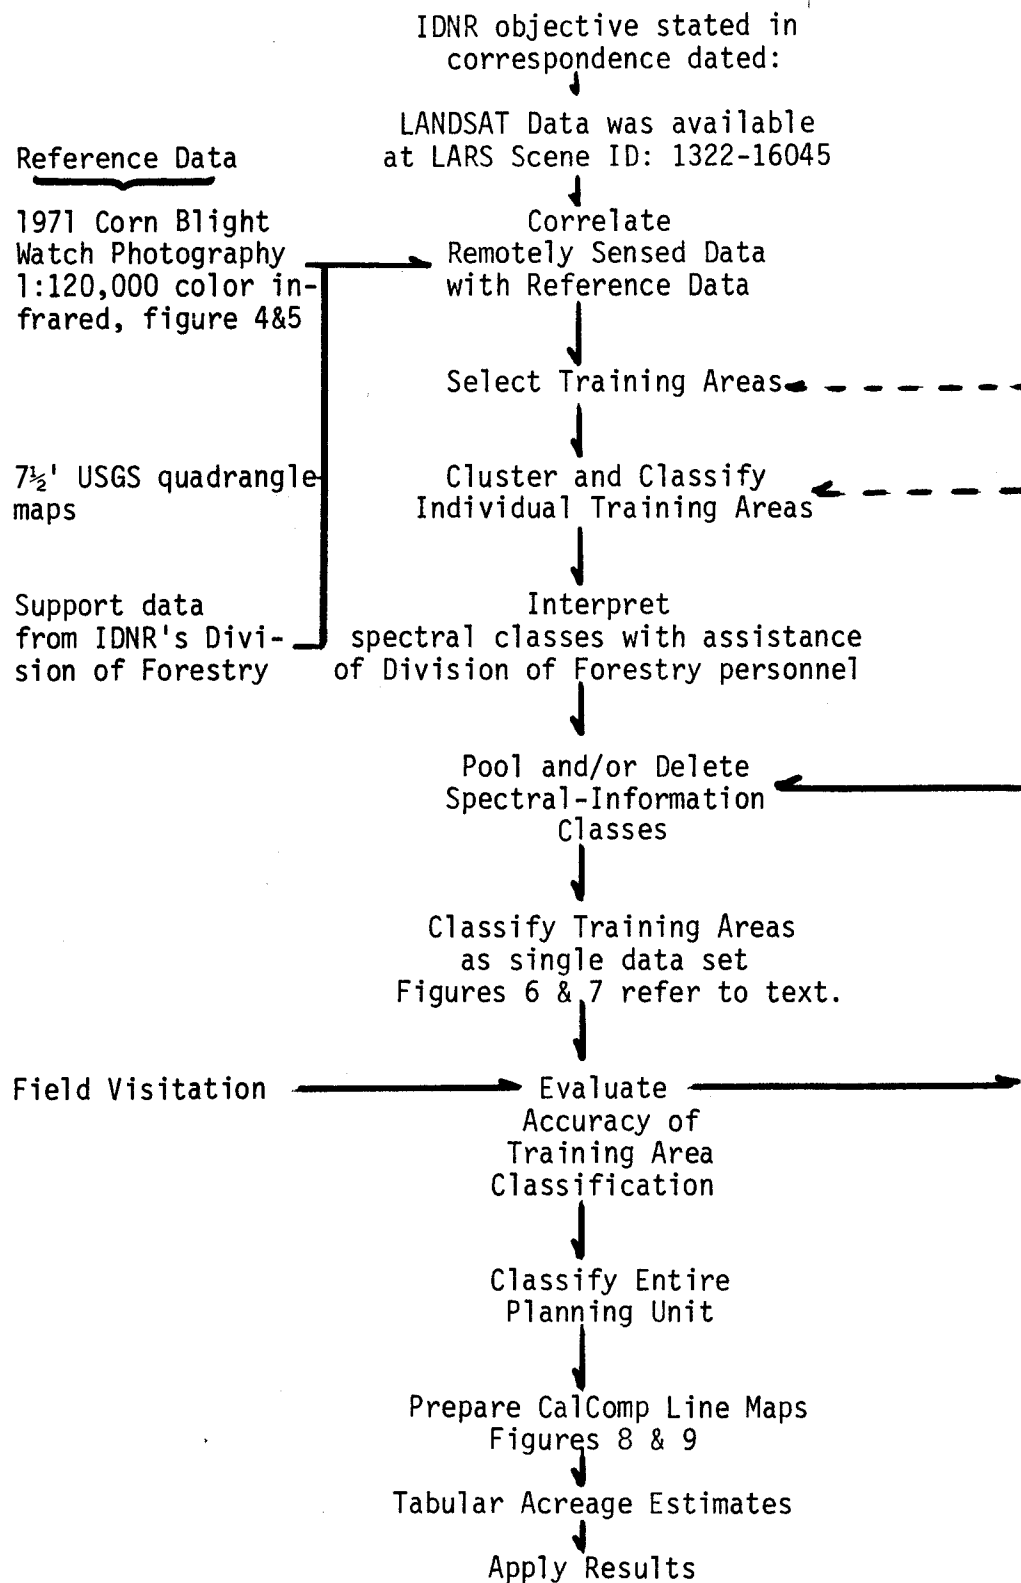 IDNR objective stated in
correspondence dated:
LANDSAT Data was available
at LARS Scene ID: 1322-16045
Reference Data
1971 Corn Blight
Watch Photography
1:120,000 color in-
frared, figure 4&5
Correlate
Remotely Sensed Data
with Reference Data
Select Training Areas
7½' USGS quadrangle
maps
Cluster and Classify
Individual Training Areas
Support data
from IDNR's Divi-
sion of Forestry
Interpret
spectral classes with assistance
of Division of Forestry personnel
Pool and/or Delete
Spectral-Information
Classes
Classify Training Areas
as single data set
Figures 6 & 7 refer to text.
Field Visitation
Evaluate
Accuracy of
Training Area
Classification
Classify Entire
Planning Unit
Prepare CalComp Line Maps
Figures 8 & 9
Tabular Acreage Estimates
Apply Results